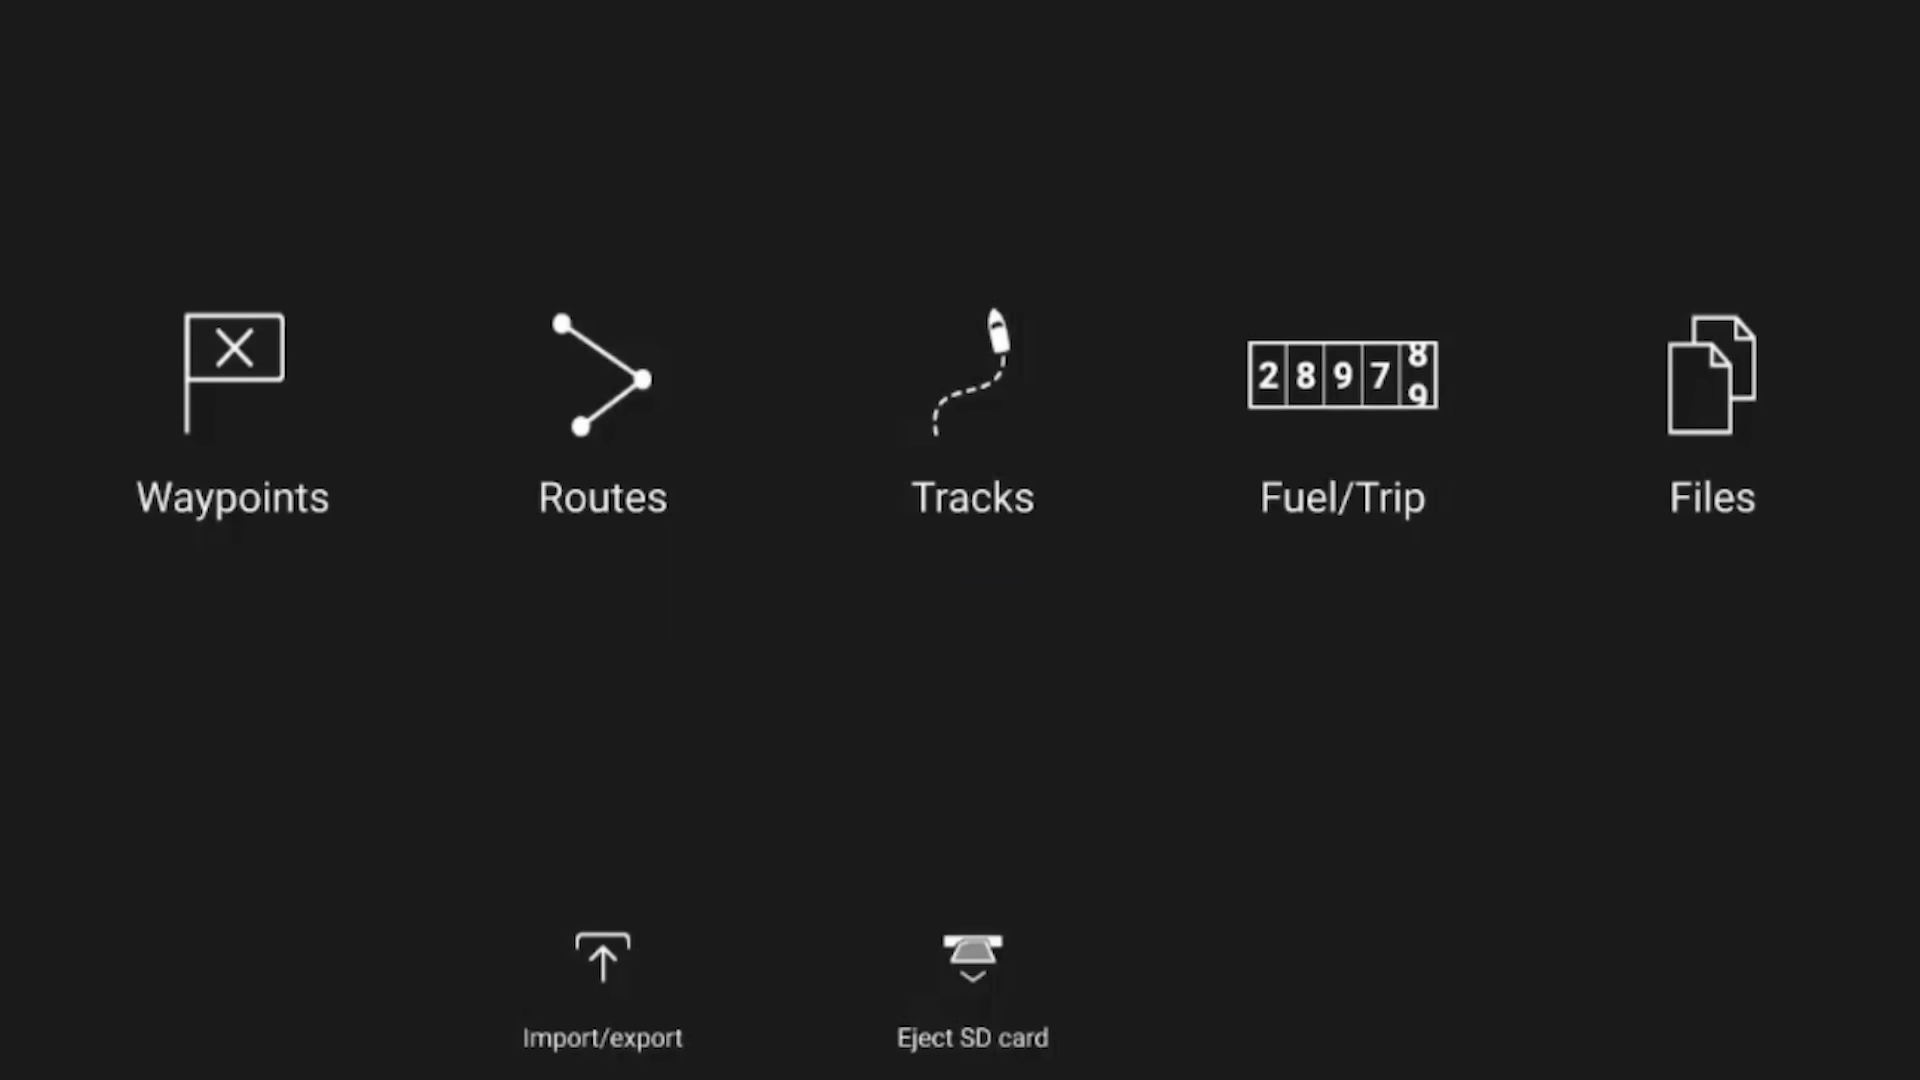 2 8 9 7 8
9
Waypoints
Routes
Tracks
Fuel/Trip
Files
Import/export
Eject SD card